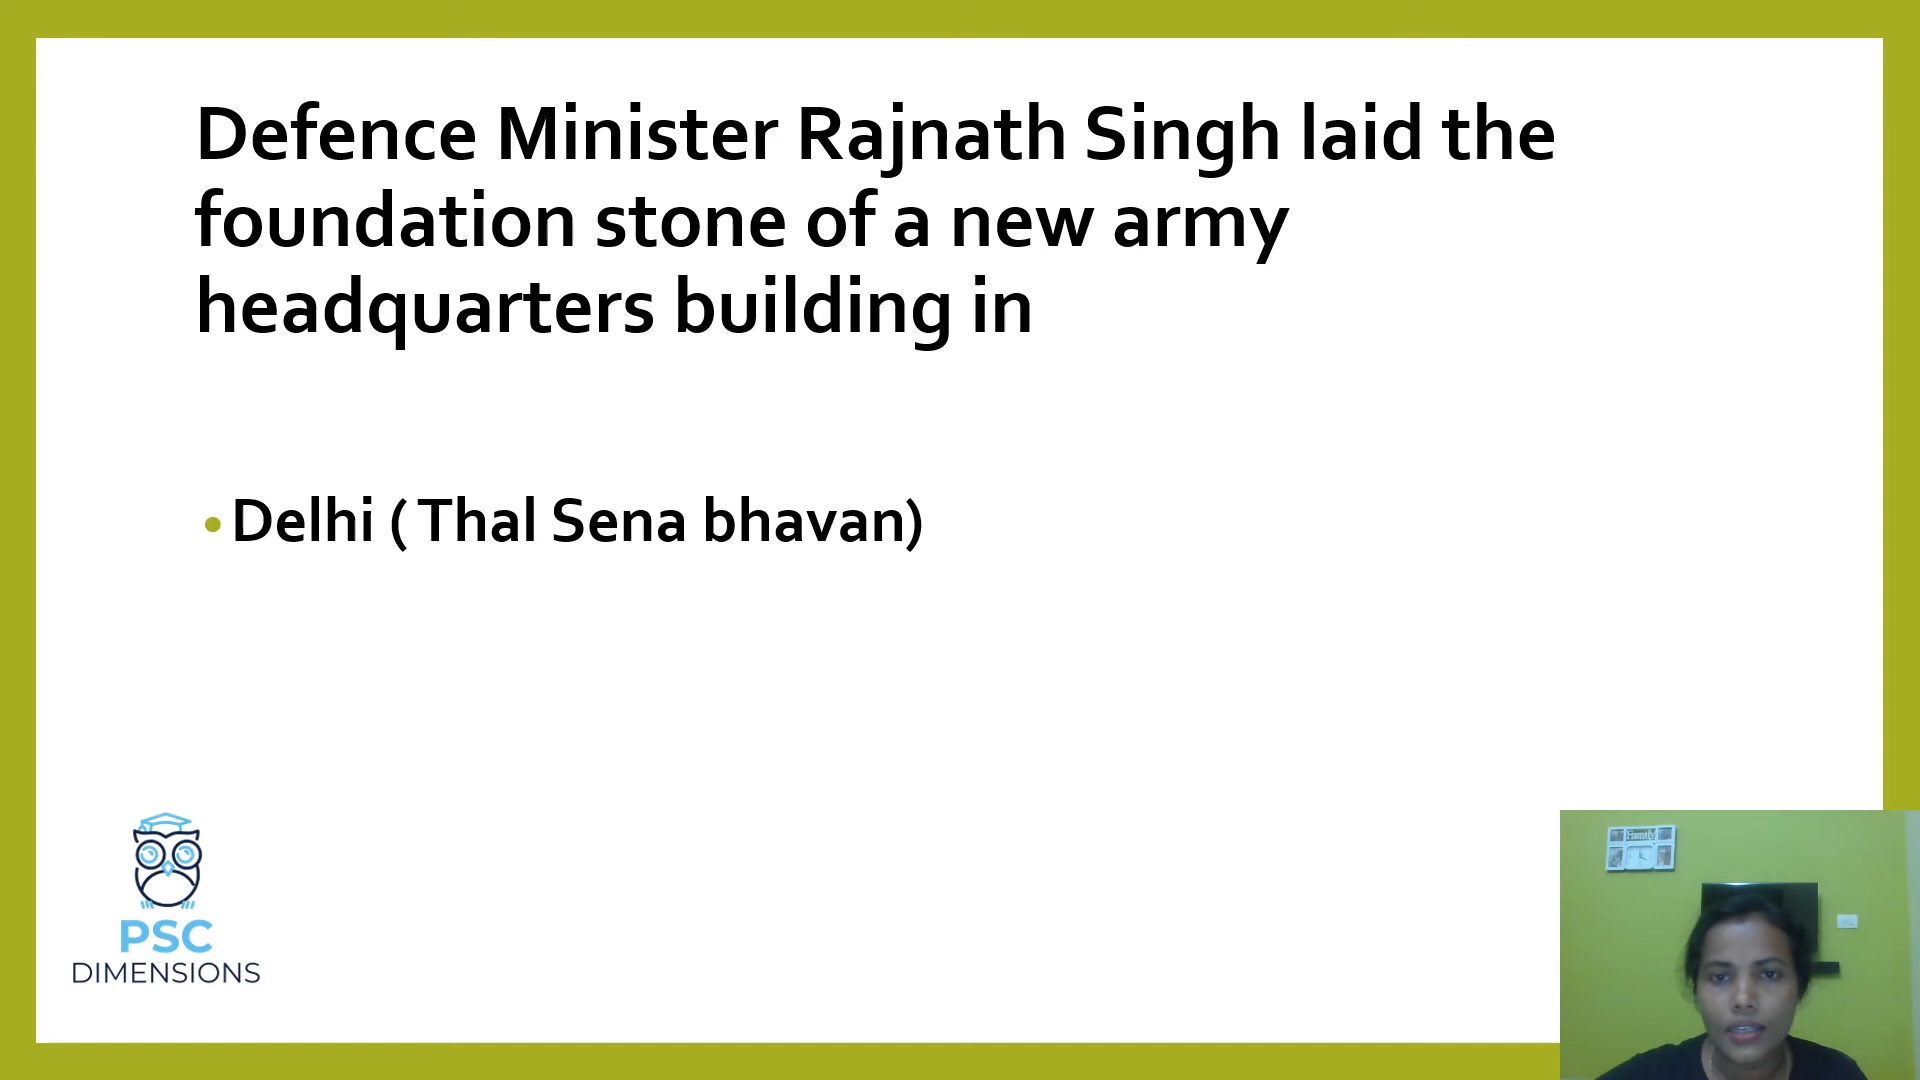 Defence Minister Rajnath Singh laid the
foundation stone of a new army
headquarters building in
• Delhi ( Thal Sena bhavan)
PSC
DIMENSIONS
Family